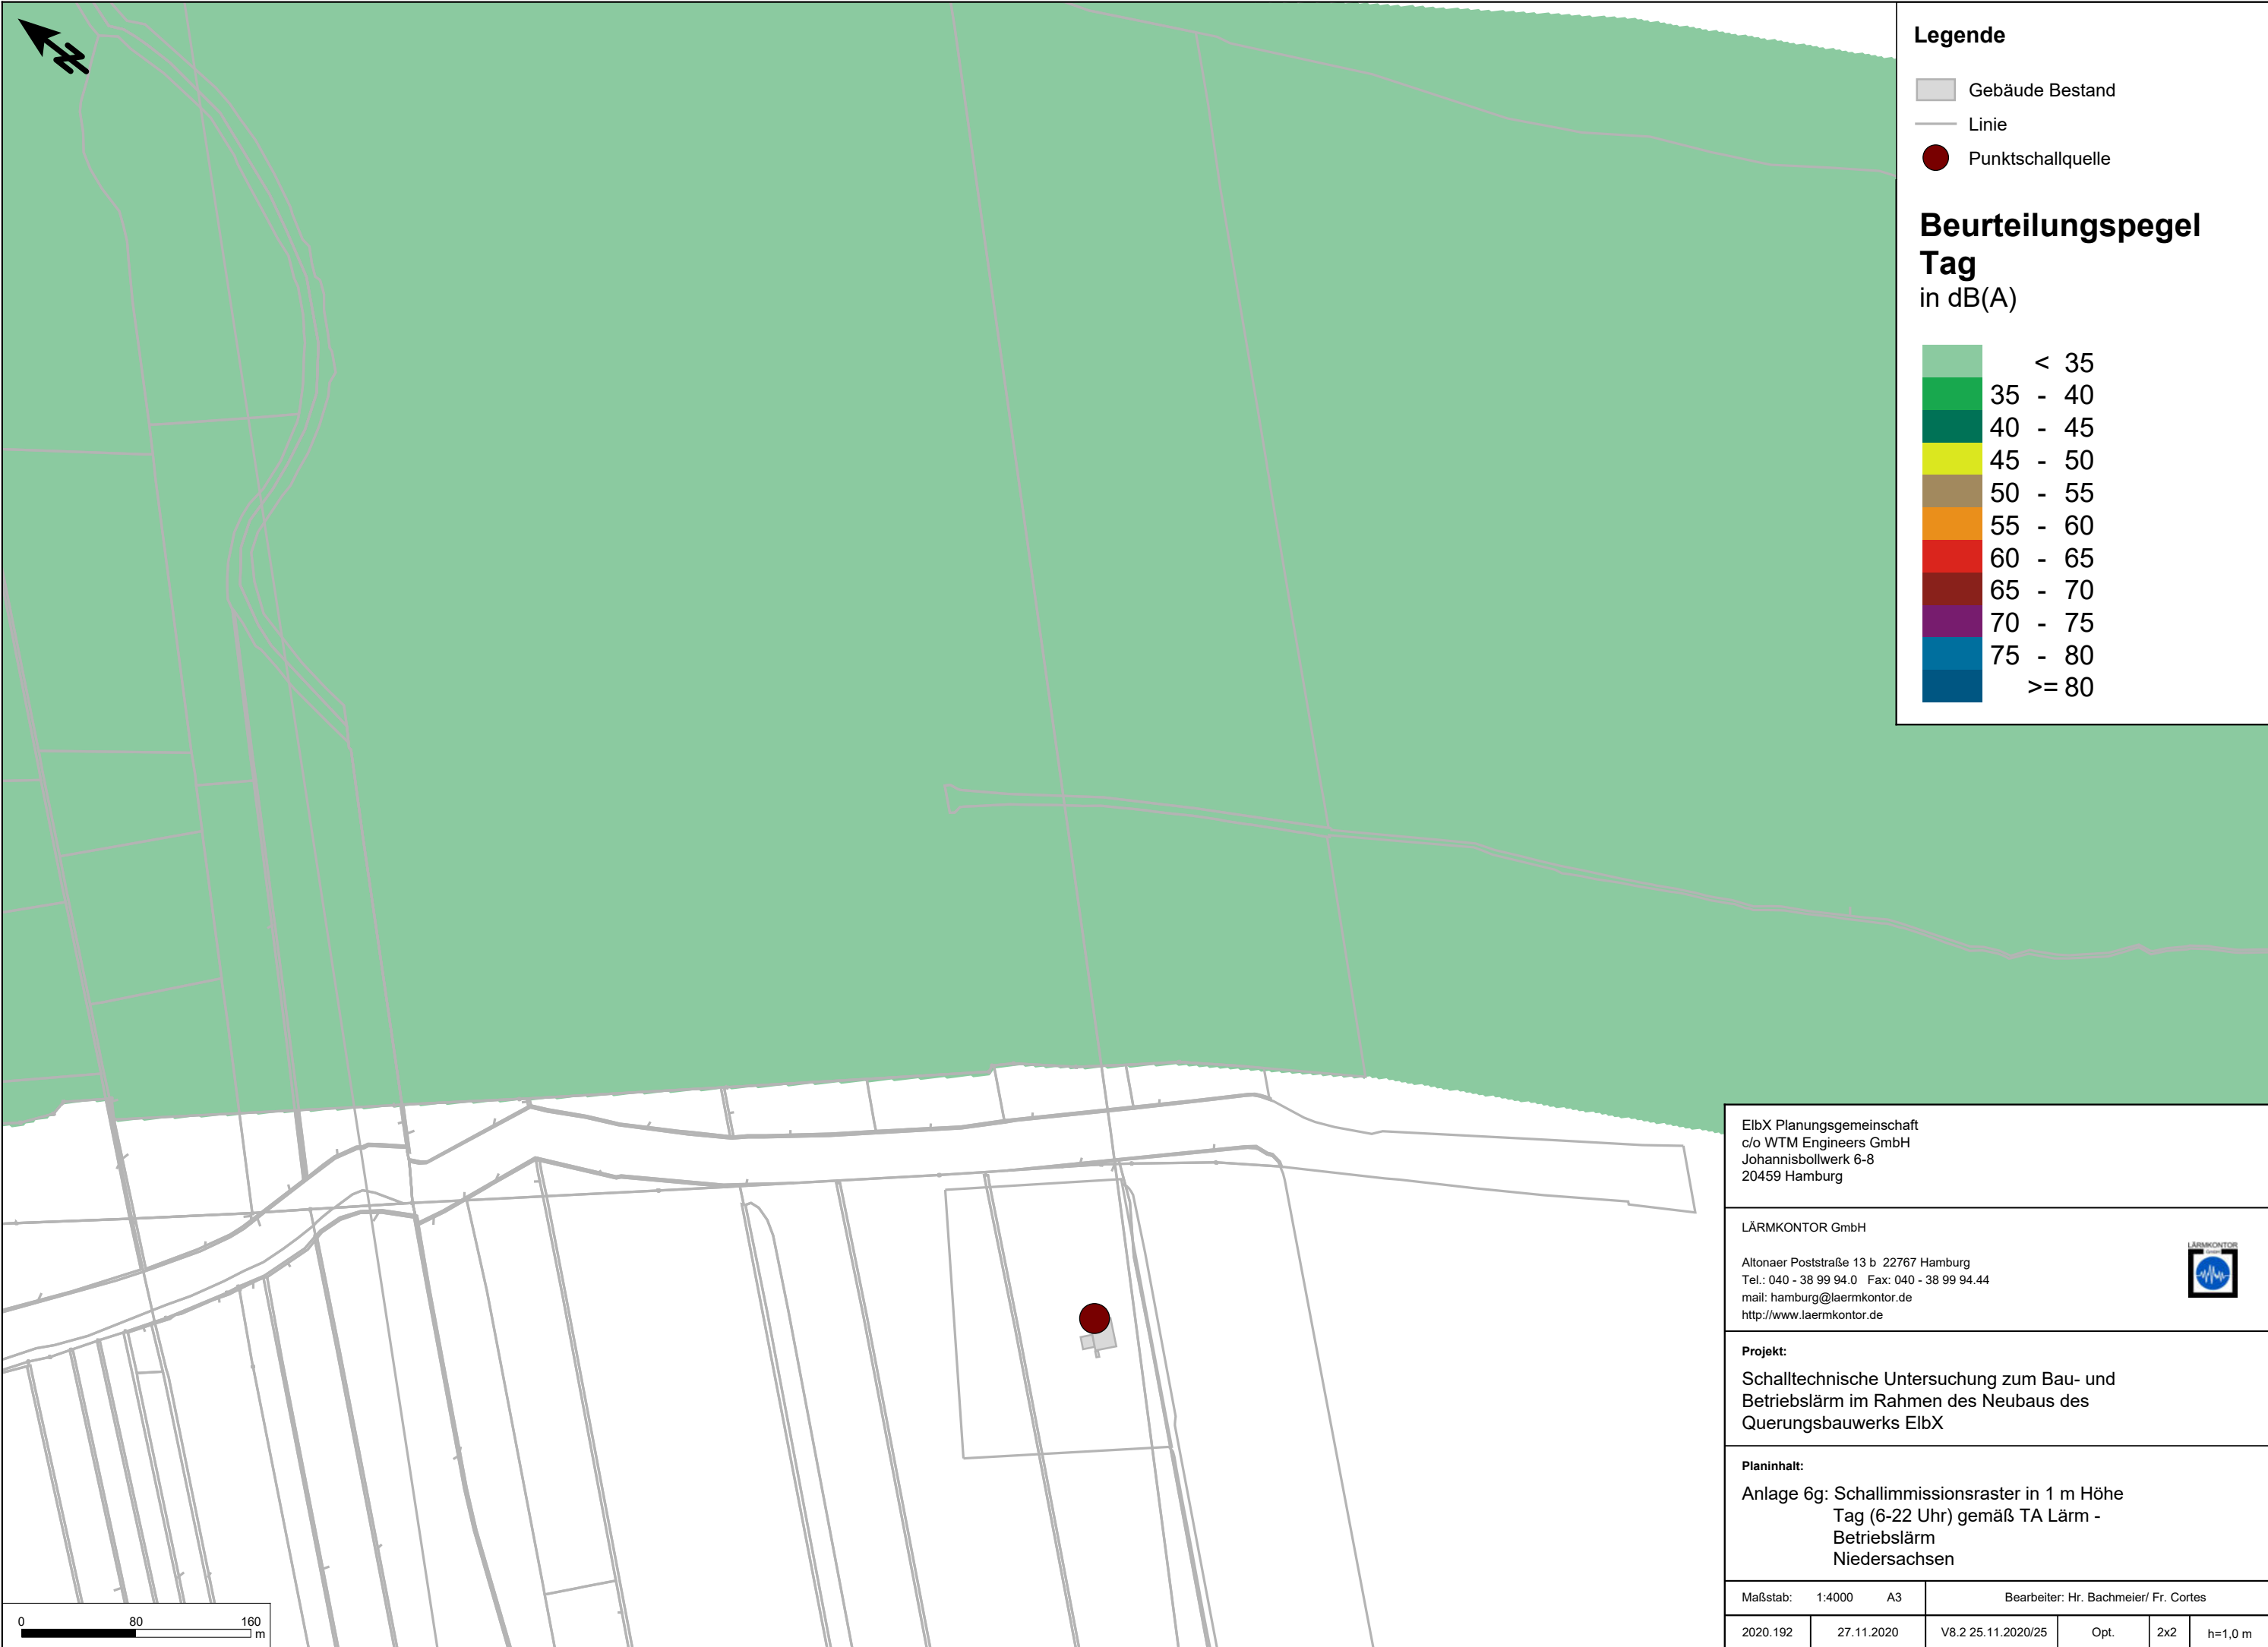 N
Legende
Gebäude Bestand
Linie
Punktschallquelle
Beurteilungspegel
Tag
in dB(A)
< 35
35 - 40
40 - 45
45 - 50
50 - 55
55 - 60
60 - 65
65 - 70
70 - 75
75 - 80
>= 80
ElbX Planungsgemeinschaft
c/o WTM Engineers GmbH
Johannisbollwerk 6-8
20459 Hamburg
LÄRMKONTOR GmbH
Altonaer Poststraße 13 b 22767 Hamburg
Tel.: 040 - 38 99 94.0 Fax: 040 - 38 99 94.44
mail: hamburg@laermkontor.de
http://www.laermkontor.de
LÄRMKONTOR
GmbH
Projekt:
Schalltechnische Untersuchung zum Bau- und
Betriebslärm im Rahmen des Neubaus des
Querungsbauwerks ElbX
Planinhalt:
Anlage 6g: Schallimmissionsraster in 1 m Höhe
Tag (6-22 Uhr) gemäß TA Lärm -
Betriebslärm
Niedersachsen
Maßstab: 1:4000 A3 Bearbeiter: Hr. Bachmeier/ Fr. Cortes
2020.192 27.11.2020 V8.2 25.11.2020/25 Opt. 2x2 h=1,0 m
0 80 160
m